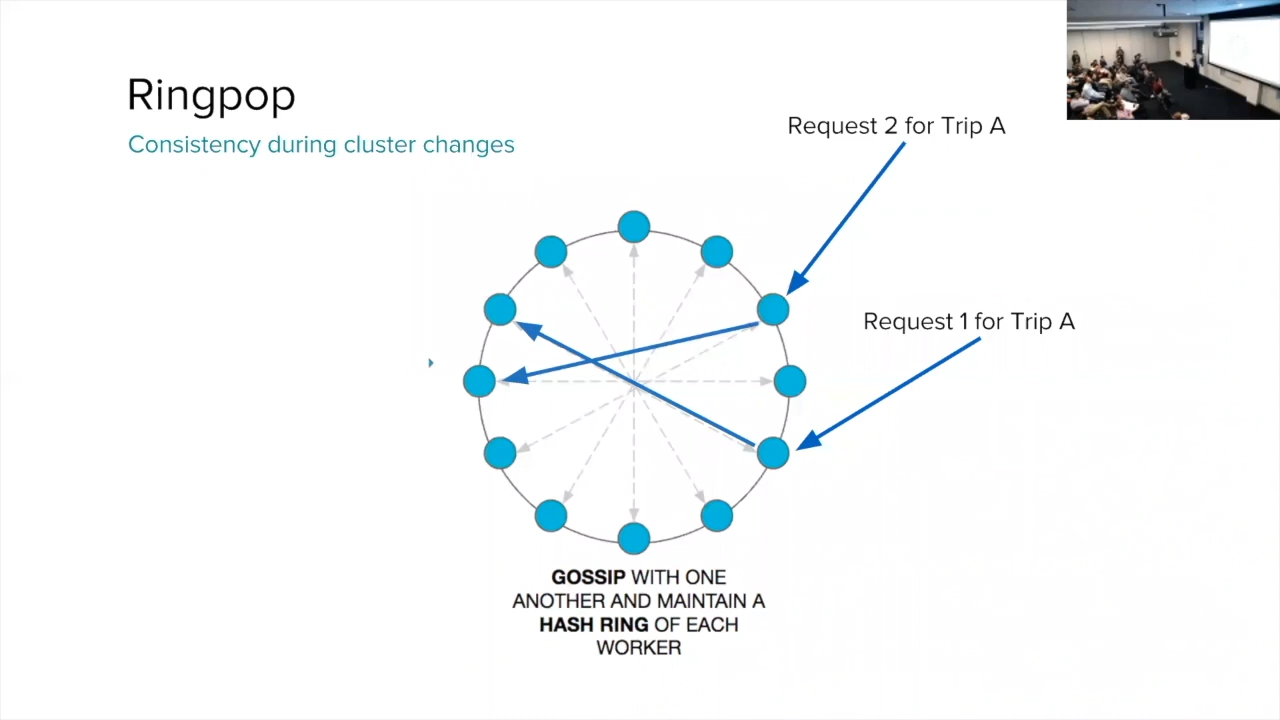 Ringpop
Consistency during cluster changes
Request 2 for Trip A
Request 1 for Trip A
GOSSIP WITH ONE
ANOTHER AND MAINTAIN A
HASH RING OF EACH
WORKER